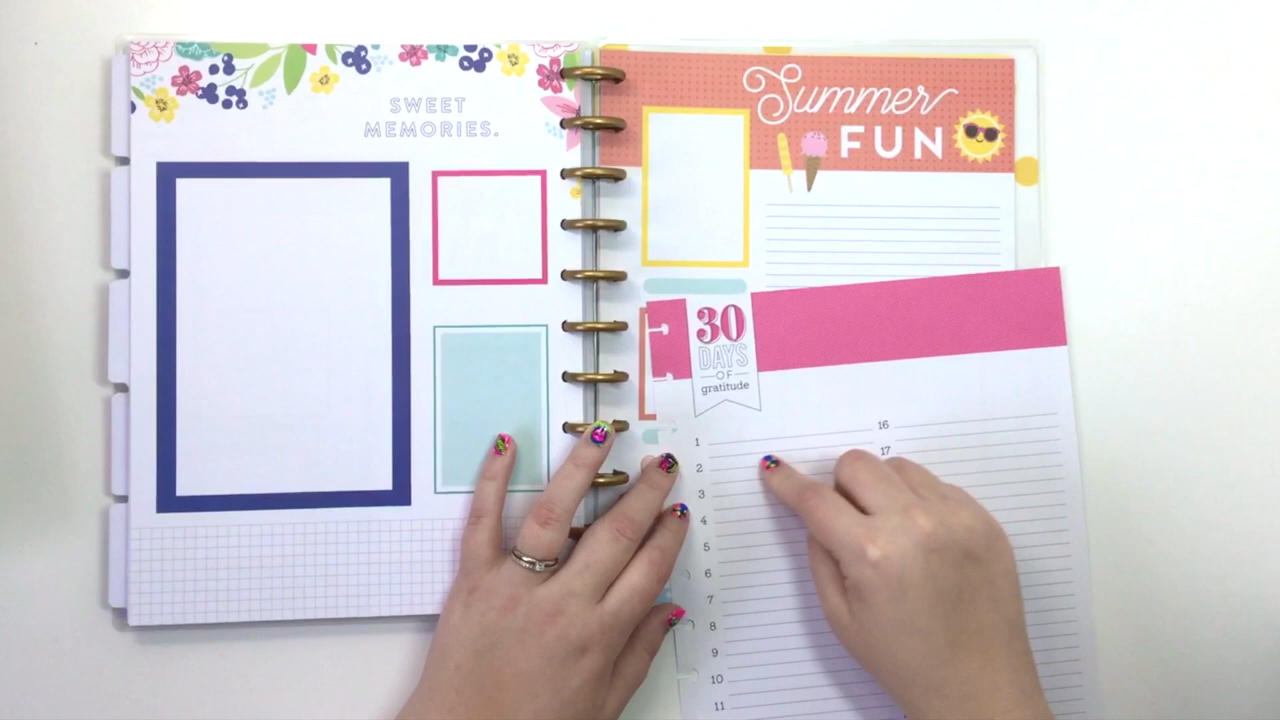 SWEET
MEMORIES.
Summer
FUN
30
DAYS
OF
gratitude
1
2
3
4
5
6
7
8
9
10
11
16
17